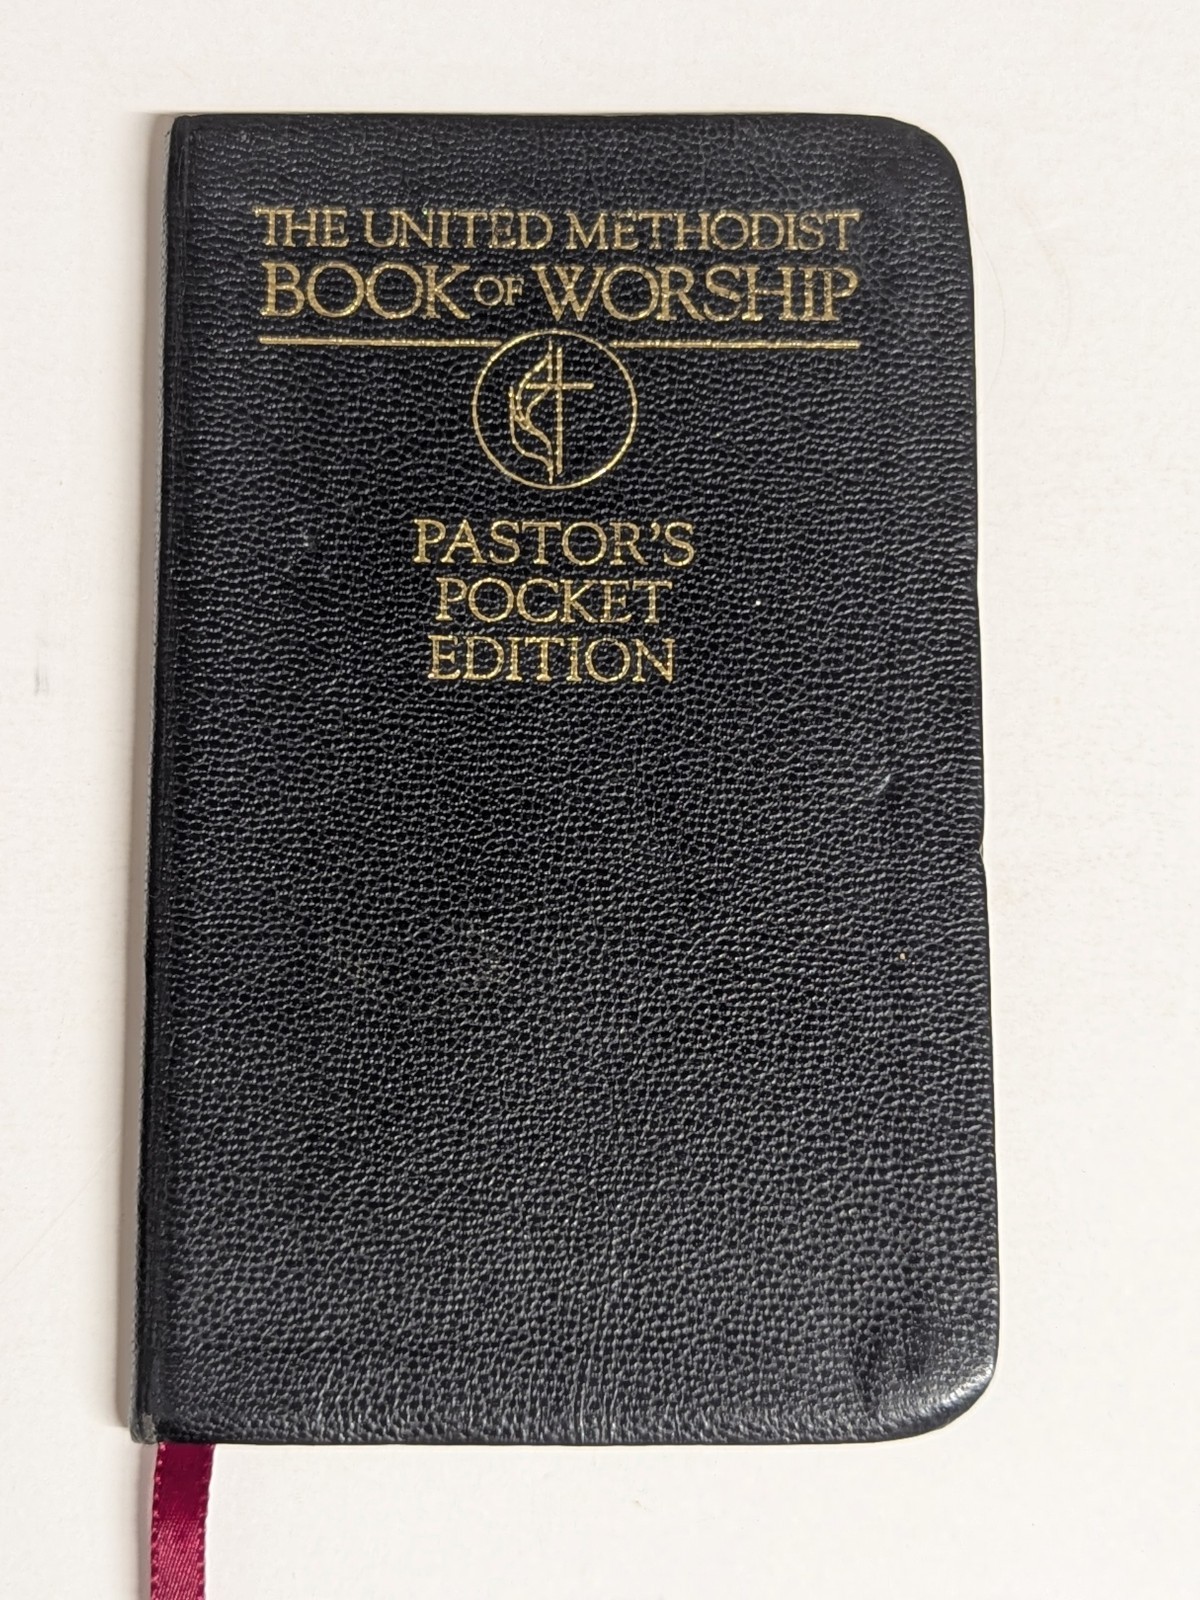 THE UNITED METHODIST
BOOK OF WORSHIP
PASTOR'S
POCKET
EDITION